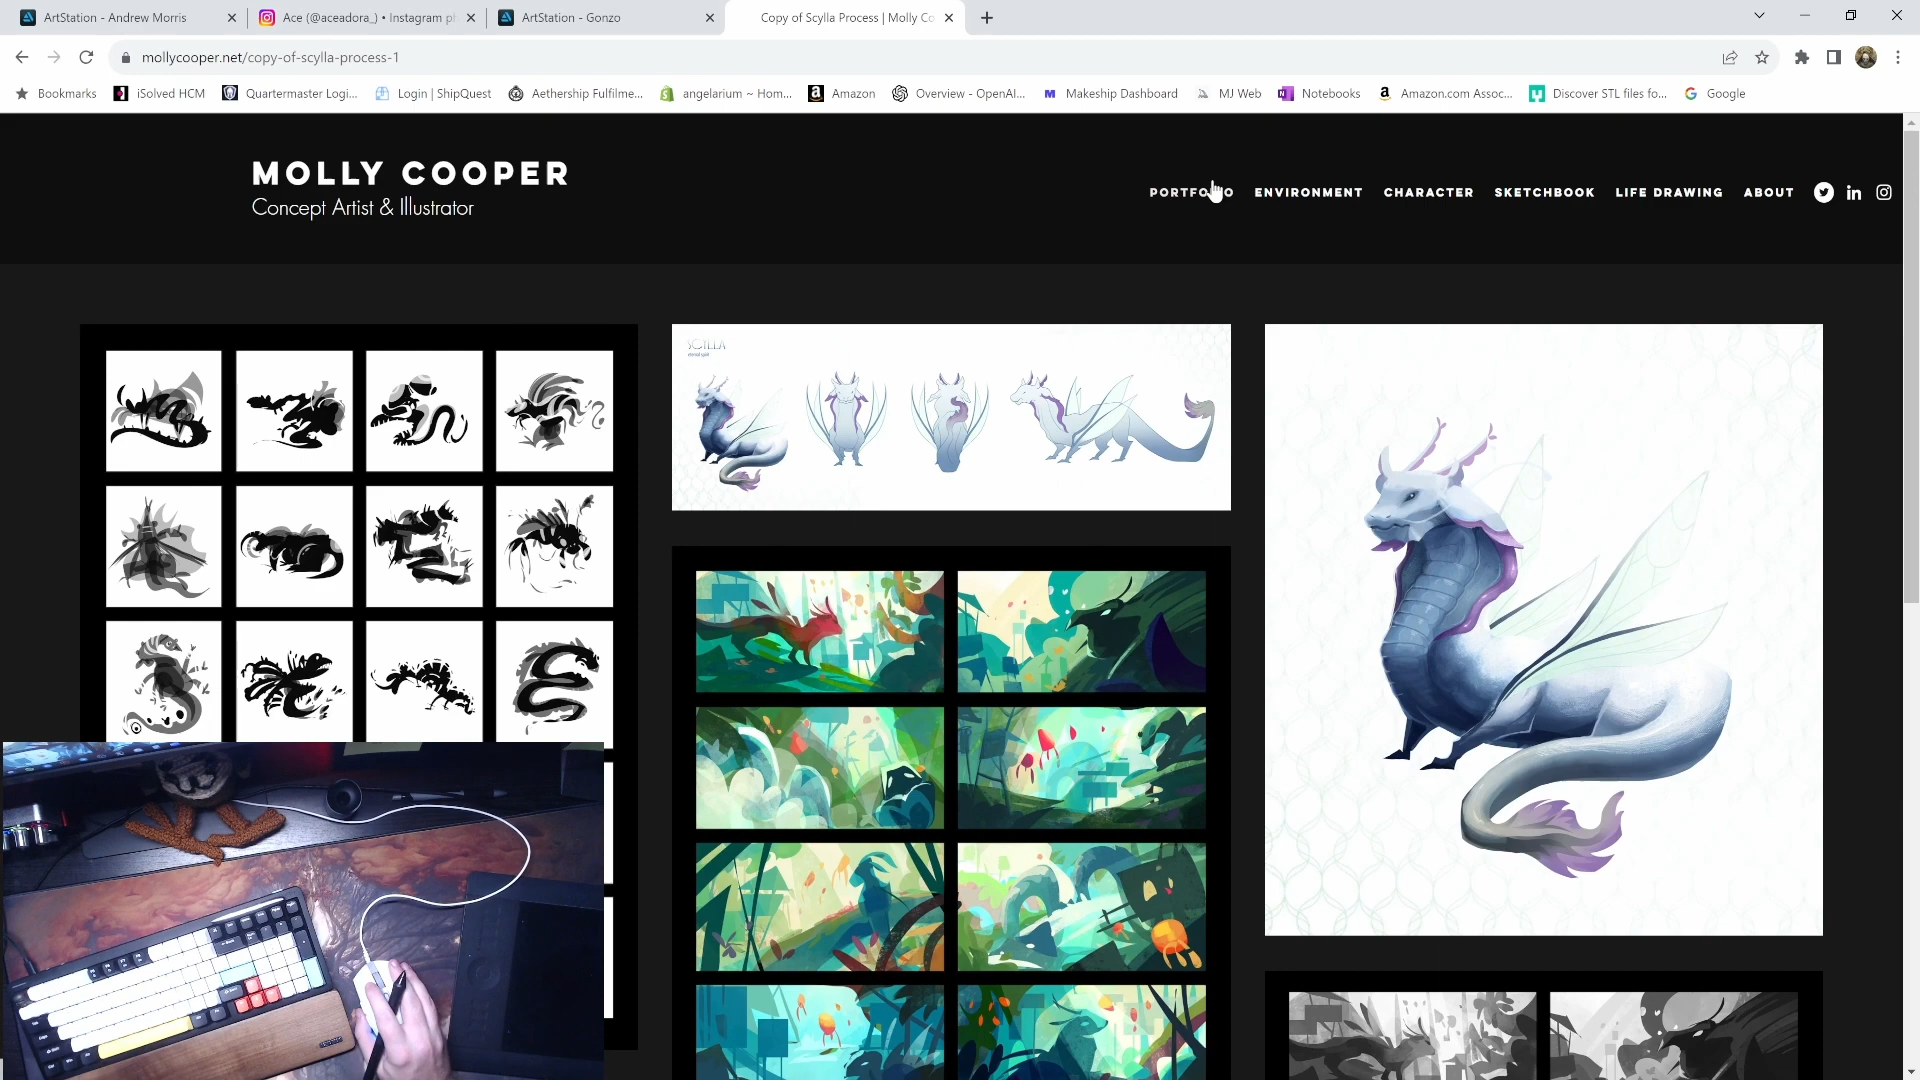 ArtStation - Andrew Morris
Ace (@aceadora_) • Instagram ph
ArtStation - Gonzo
Copy of Scylla Process | Molly Co
mollycooper.net/copy-of-scylla-process-1
Bookmarks
iSolved HCM
Quartermaster Logi...
Login | ShipQuest
Aethership Fulfilme...
angelarium ~ Hom...
Amazon
Overview - OpenAI...
Makeship Dashboard
MJ Web
Notebooks
Amazon.com Assoc...
Discover STL files fo...
Google
MOLLY COOPER
Concept Artist & Illustrator
PORTFOLIO
ENVIRONMENT
CHARACTER
SKETCHBOOK
LIFE DRAWING
ABOUT
SCYLLA